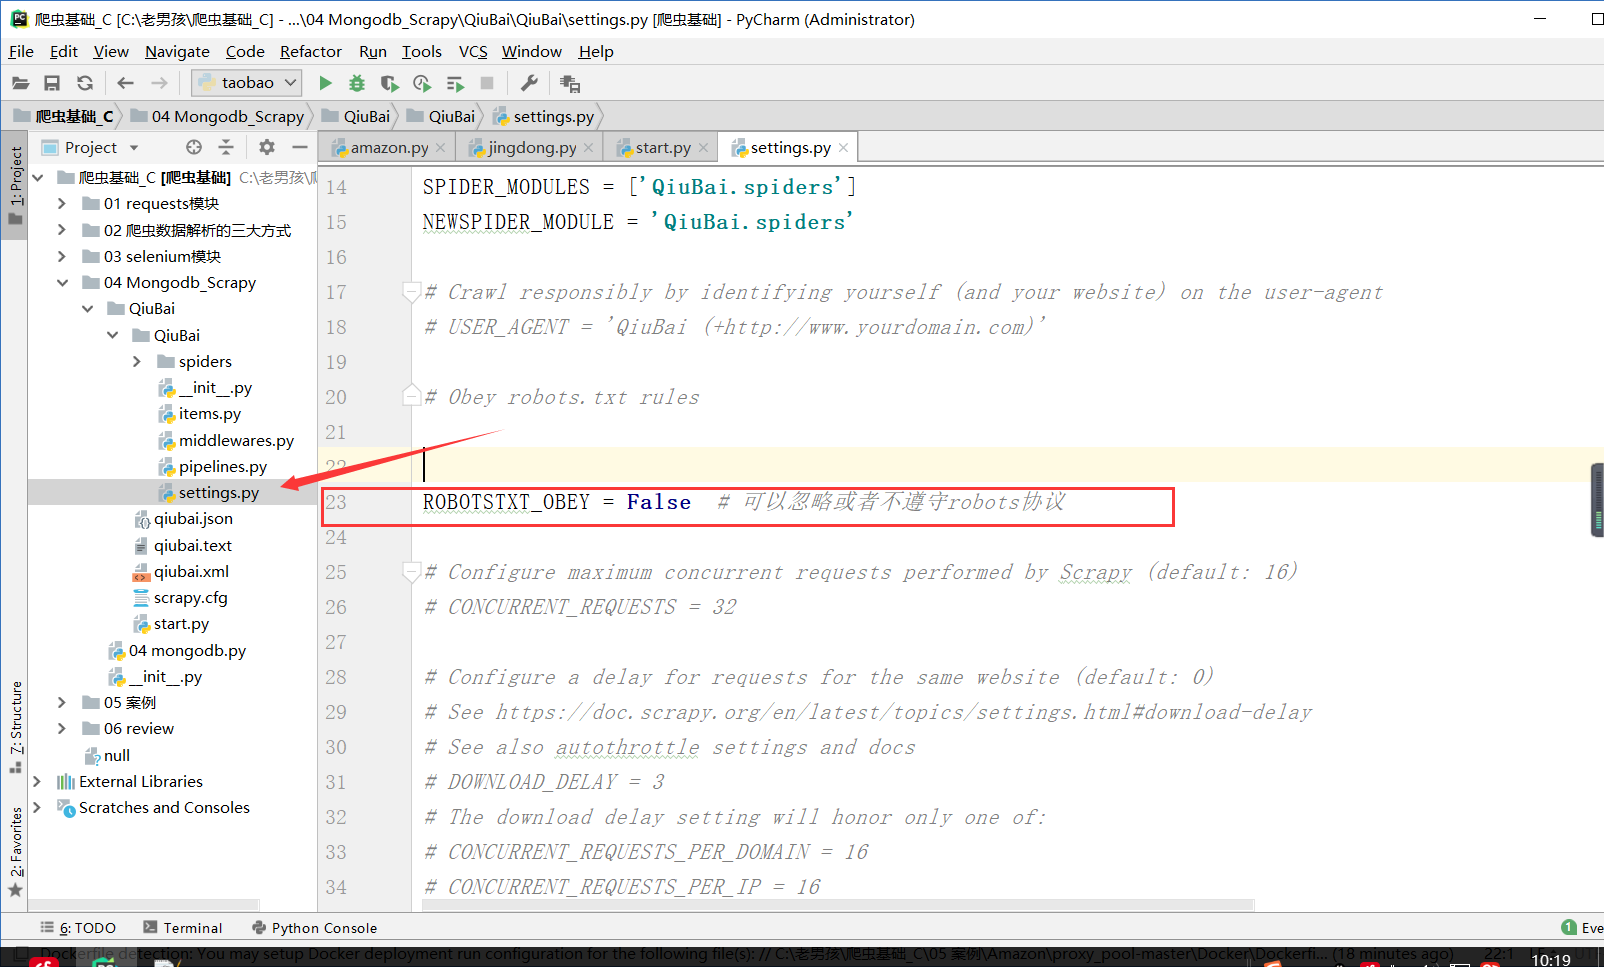 爬虫基础_C [C:\老男孩\爬虫基础_C] - ...\04 Mongodb_Scrapy\QiuBai\QiuBai\settings.py [爬虫基础] - PyCharm (Administrator)
File Edit View Navigate Code Refactor Run Tools VCS Window Help
taobao
爬虫基础_C 04 Mongodb_Scrapy QiuBai QiuBai settings.py
1: Project
Project
amazon.py jingdong.py start.py settings.py
爬虫基础_C [爬虫基础] C:\老男孩\爬
01 requests模块
02 爬虫数据解析的三大方式
03 selenium模块
04 Mongodb_Scrapy
QiuBai
QiuBai
spiders
__init__.py
items.py
middlewares.py
pipelines.py
settings.py
qiubai.json
qiubai.text
qiubai.xml
scrapy.cfg
start.py
04 mongodb.py
__init__.py
05 案例
06 review
null
External Libraries
Scratches and Consoles
7: Structure
2: Favorites
14 SPIDER_MODULES = ['QiuBai.spiders']
15 NEWSPIDER_MODULE = 'QiuBai.spiders'
16
17 # Crawl responsibly by identifying yourself (and your website) on the user-agent
18 # USER_AGENT = 'QiuBai (+http://www.yourdomain.com)'
19
20 # Obey robots.txt rules
21
22
23 ROBOTSTXT_OBEY = False # 可以忽略或者不遵守robots协议
24
25 # Configure maximum concurrent requests performed by Scrapy (default: 16)
26 # CONCURRENT_REQUESTS = 32
27
28 # Configure a delay for requests for the same website (default: 0)
29 # See https://doc.scrapy.org/en/latest/topics/settings.html#download-delay
30 # See also autothrottle settings and docs
31 # DOWNLOAD_DELAY = 3
32 # The download delay setting will honor only one of:
33 # CONCURRENT_REQUESTS_PER_DOMAIN = 16
34 # CONCURRENT_REQUESTS_PER_IP = 16
6: TODO Terminal Python Console 1 Eve
Dockerfile detection: You may setup Docker deployment run configuration for the following file(s): // C:\老男孩\爬虫基础_C\05 案例\Amazon\proxy_pool-master\Docker\Dockerfi... (18 minutes ago) 22:1
10:19